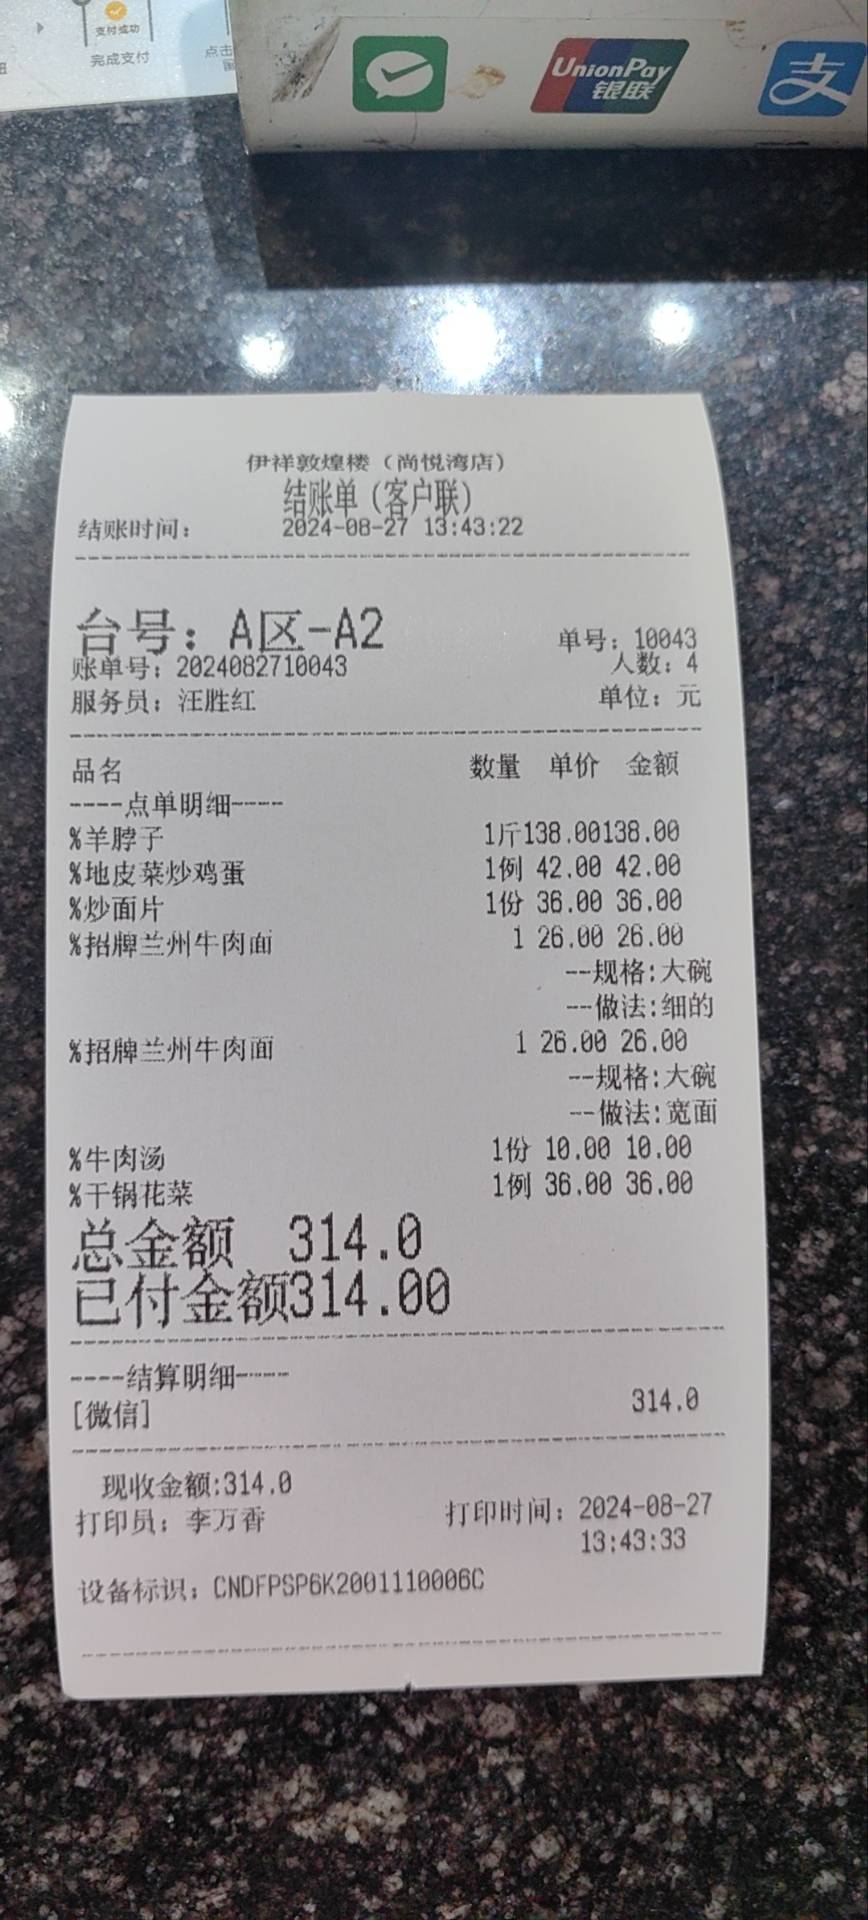 支付成功
完成支付
点击
UnionPay
银联
支
伊祥敦煌楼（尚悦湾店）
结账单（客户联）
结账时间： 2024-08-27 13:43:22
台号：A区-A2
单号：10043
账单号：2024082710043 人数：4
服务员：汪胜红 单位：元
品名 数量 单价 金额
----点单明细----
%羊脖子 1斤138.00138.00
%地皮菜炒鸡蛋 1例 42.00 42.00
%炒面片 1份 36.00 36.00
%招牌兰州牛肉面 1 26.00 26.00
--规格:大碗
--做法:细的
%招牌兰州牛肉面 1 26.00 26.00
--规格:大碗
--做法:宽面
%牛肉汤 1份 10.00 10.00
%干锅花菜 1例 36.00 36.00
总金额 314.0
已付金额314.00
----结算明细----
[微信] 314.0
现收金额:314.0
打印员：李万香 打印时间：2024-08-27
13:43:33
设备标识：CNDFPSP6K2001110006C